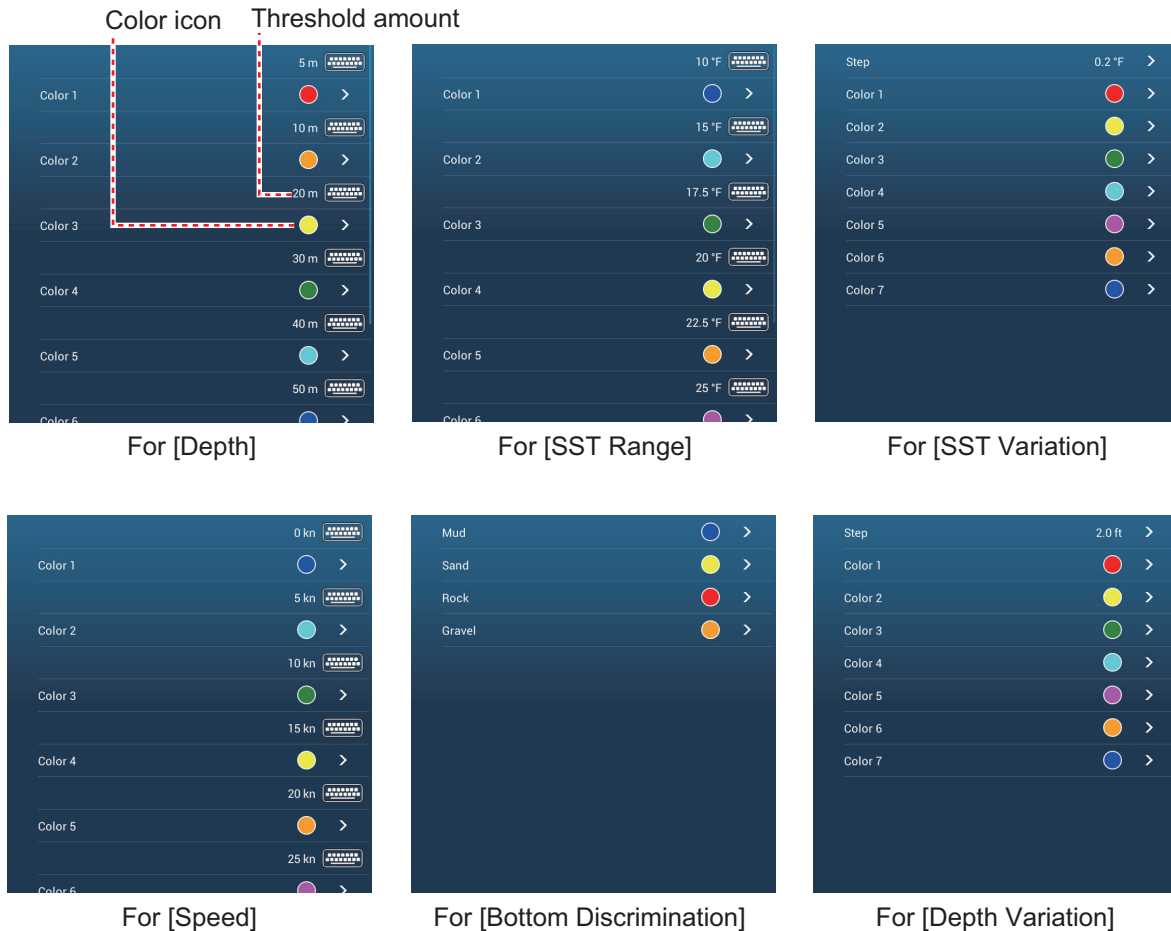 Color icon
Threshold amount
5 m
Color 1
10 m
Color 2
20 m
Color 3
30 m
Color 4
40 m
Color 5
50 m
Color 6
For [Depth]
10 °F
Color 1
15 °F
Color 2
17.5 °F
Color 3
20 °F
Color 4
22.5 °F
Color 5
25 °F
Color 6
For [SST Range]
Step 0.2 °F
Color 1
Color 2
Color 3
Color 4
Color 5
Color 6
Color 7
For [SST Variation]
0 kn
Color 1
5 kn
Color 2
10 kn
Color 3
15 kn
Color 4
20 kn
Color 5
25 kn
Color 6
For [Speed]
Mud
Sand
Rock
Gravel
For [Bottom Discrimination]
Step 2.0 ft
Color 1
Color 2
Color 3
Color 4
Color 5
Color 6
Color 7
For [Depth Variation]